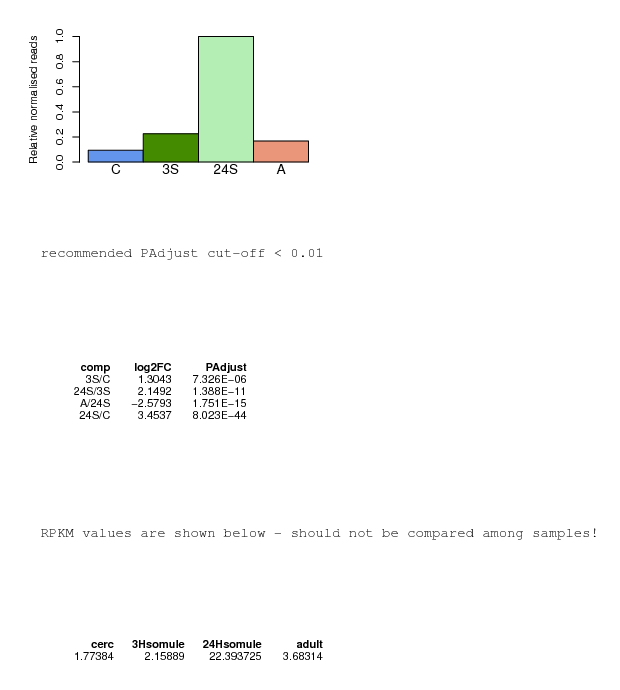 Relative normalised reads
1.0
0.8
0.6
0.4
0.2
0.0
C 3S 24S A
recommended PAdjust cut-off < 0.01
comp log2FC PAdjust
3S/C 1.3043 7.326E−06
24S/3S 2.1492 1.388E−11
A/24S −2.5793 1.751E−15
24S/C 3.4537 8.023E−44
RPKM values are shown below - should not be compared among samples!
cerc 3Hsomule 24Hsomule adult
1.77384 2.15889 22.393725 3.68314